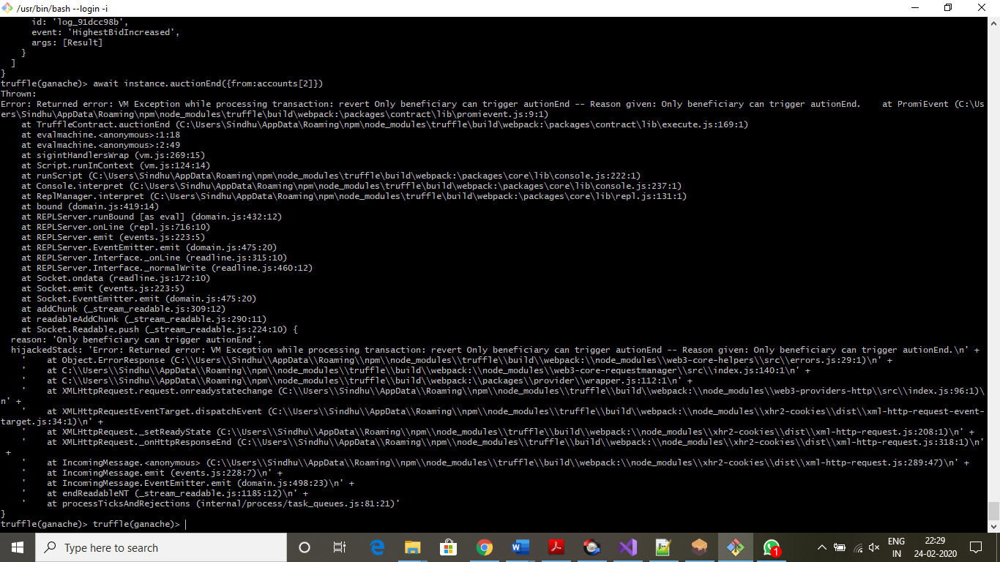 /usr/bin/bash --login -i
id: 'log_91dcc98b',
event: 'HighestBidIncreased',
args: [Result]
}
]
}
truffle(ganache)> await instance.auctionEnd({from:accounts[2]})
Thrown:
Error: Returned error: VM Exception while processing transaction: revert Only beneficiary can trigger autionEnd -- Reason given: Only beneficiary can trigger autionEnd.    at PromiEvent (C:\Us
ers\Sindhu\AppData\Roaming\npm\node_modules\truffle\build\webpack:\packages\contract\lib\promievent.js:9:1)
at TruffleContract.auctionEnd (C:\Users\Sindhu\AppData\Roaming\npm\node_modules\truffle\build\webpack:\packages\contract\lib\execute.js:169:1)
at evalmachine.<anonymous>:1:18
at evalmachine.<anonymous>:2:49
at sigintHandlersWrap (vm.js:269:15)
at Script.runInContext (vm.js:124:14)
at runScript (C:\Users\Sindhu\AppData\Roaming\npm\node_modules\truffle\build\webpack:\packages\core\lib\console.js:222:1)
at Console.interpret (C:\Users\Sindhu\AppData\Roaming\npm\node_modules\truffle\build\webpack:\packages\core\lib\console.js:237:1)
at ReplManager.interpret (C:\Users\Sindhu\AppData\Roaming\npm\node_modules\truffle\build\webpack:\packages\core\lib\repl.js:131:1)
at bound (domain.js:419:14)
at REPLServer.runBound [as eval] (domain.js:432:12)
at REPLServer.onLine (repl.js:716:10)
at REPLServer.emit (events.js:223:5)
at REPLServer.EventEmitter.emit (domain.js:475:20)
at REPLServer.Interface._onLine (readline.js:315:10)
at REPLServer.Interface._normalWrite (readline.js:460:12)
at Socket.ondata (readline.js:172:10)
at Socket.emit (events.js:223:5)
at Socket.EventEmitter.emit (domain.js:475:20)
at addChunk (_stream_readable.js:309:12)
at readableAddChunk (_stream_readable.js:290:11)
at Socket.Readable.push (_stream_readable.js:224:10) {
reason: 'Only beneficiary can trigger autionEnd',
hijackedStack: 'Error: Returned error: VM Exception while processing transaction: revert Only beneficiary can trigger autionEnd -- Reason given: Only beneficiary can trigger autionEnd.\n' +
'    at Object.ErrorResponse (C:\\Users\\Sindhu\\AppData\\Roaming\\npm\\node_modules\\truffle\\build\\webpack:\\node_modules\\web3-core-helpers\\src\\errors.js:29:1)\n' +
'    at C:\\Users\\Sindhu\\AppData\\Roaming\\npm\\node_modules\\truffle\\build\\webpack:\\node_modules\\web3-core-requestmanager\\src\\index.js:140:1\n' +
'    at C:\\Users\\Sindhu\\AppData\\Roaming\\npm\\node_modules\\truffle\\build\\webpack:\\packages\\provider\\wrapper.js:112:1\n' +
'    at XMLHttpRequest.request.onreadystatechange (C:\\Users\\Sindhu\\AppData\\Roaming\\npm\\node_modules\\truffle\\build\\webpack:\\node_modules\\web3-providers-http\\src\\index.js:96:1)\
n' +
'    at XMLHttpRequestEventTarget.dispatchEvent (C:\\Users\\Sindhu\\AppData\\Roaming\\npm\\node_modules\\truffle\\build\\webpack:\\node_modules\\xhr2-cookies\\dist\\xml-http-request-event-
target.js:34:1)\n' +
'    at XMLHttpRequest._setReadyState (C:\\Users\\Sindhu\\AppData\\Roaming\\npm\\node_modules\\truffle\\build\\webpack:\\node_modules\\xhr2-cookies\\dist\\xml-http-request.js:208:1)\n' +
'    at XMLHttpRequest._onHttpResponseEnd (C:\\Users\\Sindhu\\AppData\\Roaming\\npm\\node_modules\\truffle\\build\\webpack:\\node_modules\\xhr2-cookies\\dist\\xml-http-request.js:318:1)\n'
+
'    at IncomingMessage.<anonymous> (C:\\Users\\Sindhu\\AppData\\Roaming\\npm\\node_modules\\truffle\\build\\webpack:\\node_modules\\xhr2-cookies\\dist\\xml-http-request.js:289:47)\n' +
'    at IncomingMessage.emit (events.js:228:7)\n' +
'    at IncomingMessage.EventEmitter.emit (domain.js:498:23)\n' +
'    at endReadableNT (_stream_readable.js:1185:12)\n' +
'    at processTicksAndRejections (internal/process/task_queues.js:81:21)'
}
truffle(ganache)> truffle(ganache)>
Type here to search
1
ENG
IN
22:29
24-02-2020